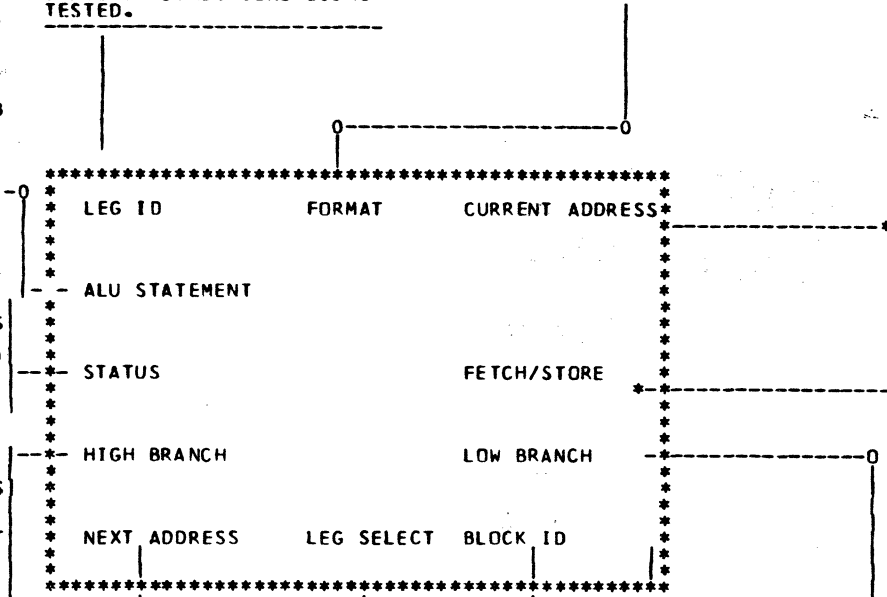 TESTED.
LEG ID FORMAT CURRENT ADDRESS
ALU STATEMENT
STATUS FETCH/STORE
HIGH BRANCH LOW BRANCH
NEXT ADDRESS LEG SELECT BLOCK ID